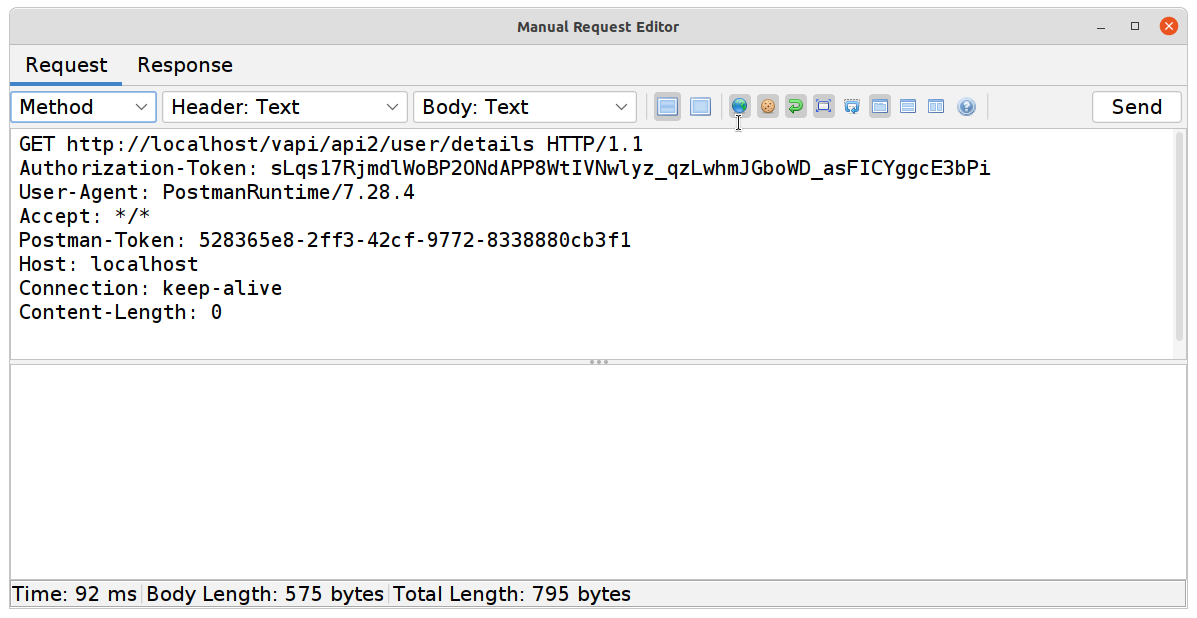 Manual Request Editor
Request Response
Method Header: Text Body: Text Send
GET http://localhost/vapi/api2/user/details HTTP/1.1
Authorization-Token: sLqs17RjmdlWoBP2ONdAPP8WtIVNwlyz_qzLwhmJGboWD_asFICYggcE3bPi
User-Agent: PostmanRuntime/7.28.4
Accept: */*
Postman-Token: 528365e8-2ff3-42cf-9772-8338880cb3f1
Host: localhost
Connection: keep-alive
Content-Length: 0
Time: 92 ms Body Length: 575 bytes Total Length: 795 bytes